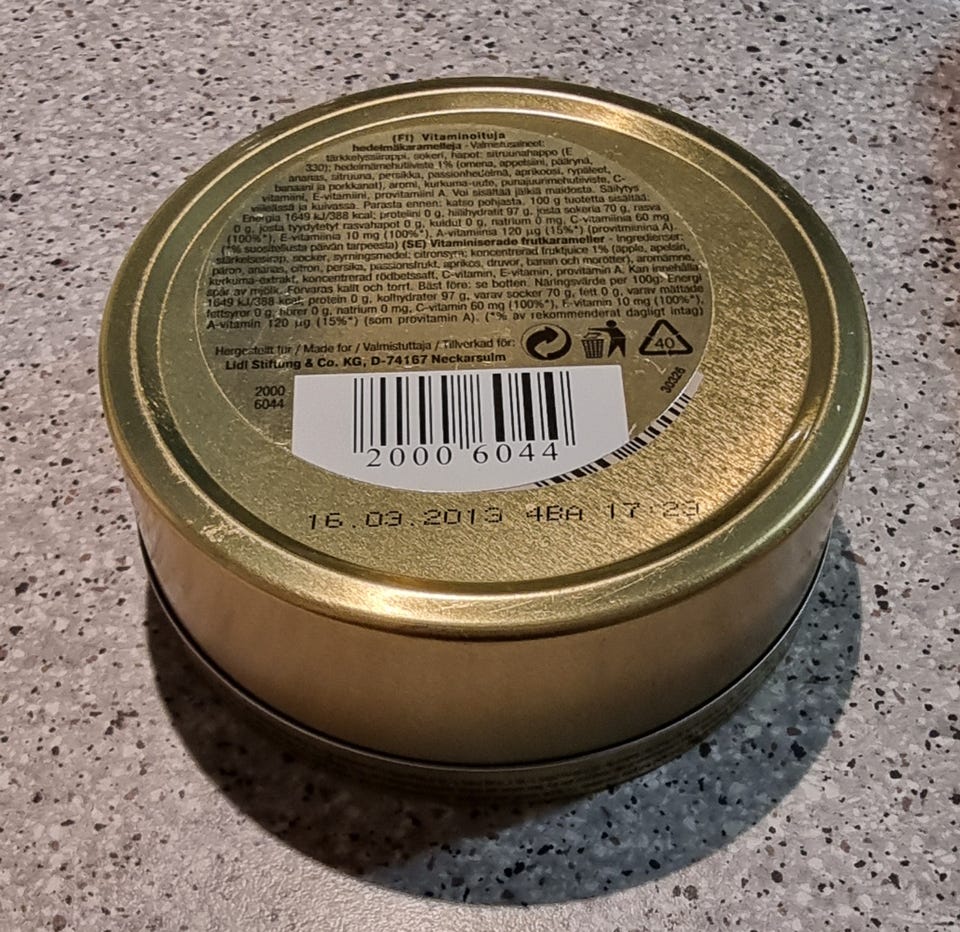 (FI) Vitaminoituja
hedelmäkaramelleja - Valmistusaineet:
tärkkelyssiirappi, sokeri, hapot: sitruunahappo (E
330); hedelmämehutiiviste 1% (omena, appelsiini, päärynä,
ananas, sitruuna, persikka, passionhedelmä, aprikoosi, rypäleet,
banaani ja porkkanat), aromi, kurkuma-uute, punajuurimehutiiviste, C-
vitamiini, E-vitamiini, provitamiini A. Voi sisältää jälkiä maidosta. Säilytys
viileässä ja kuivassa. Parasta ennen: katso pohjasta. 100 g tuotetta sisältää:
Energia 1649 kJ/388 kcal; proteiini 0 g, hiilihydraatit 97 g, josta sokeria 70 g, rasva
0 g, josta tyydytetyt rasvahapot 0 g, kuidut 0 g, natrium 0 mg, C-vitamiinia 60 mg
(100%*), E-vitamiinia 10 mg (100%*), A-vitamiinia 120 µg (15%*) (provitmiinina A)
(*% suositellusta päivän tarpeesta) (SE) Vitaminiserade frutkarameller - Ingredienser:
stärkelsesirap, socker, syrningsmedel: citronsyra; koncentrerad fruktjuice 1% (äpple, apelsin,
päron, ananas, citron, persika, passionsfrukt, aprikos, druvor, banan och morötter), aromämne,
kurkuma-extrakt, koncentrerad rödbetssaft, C-vitamin, E-vitamin, provitamin A. Kan innehålla
spår av mjölk. Förvaras kallt och torrt. Bäst före: se botten. Näringsvärde per 100g: Energi
1649 kJ/388 kcal; protein 0 g, kolhydrater 97 g, varav socker 70 g, fett 0 g, varav mättade
fettsyror 0 g, fibrer 0 g, natrium 0 mg, C-vitamin 60 mg (100%*), E-vitamin 10 mg (100%*),
A-vitamin 120 µg (15%*) (som provitamin A). (*% av rekommenderat dagligt intag)
Hergestellt für / Made for / Valmistuttaja / Tillverkad för:
Lidl Stiftung & Co. KG, D-74167 Neckarsulm
40
30326
2000
6044
2000 6044
16.03.2013 4BA 17:23